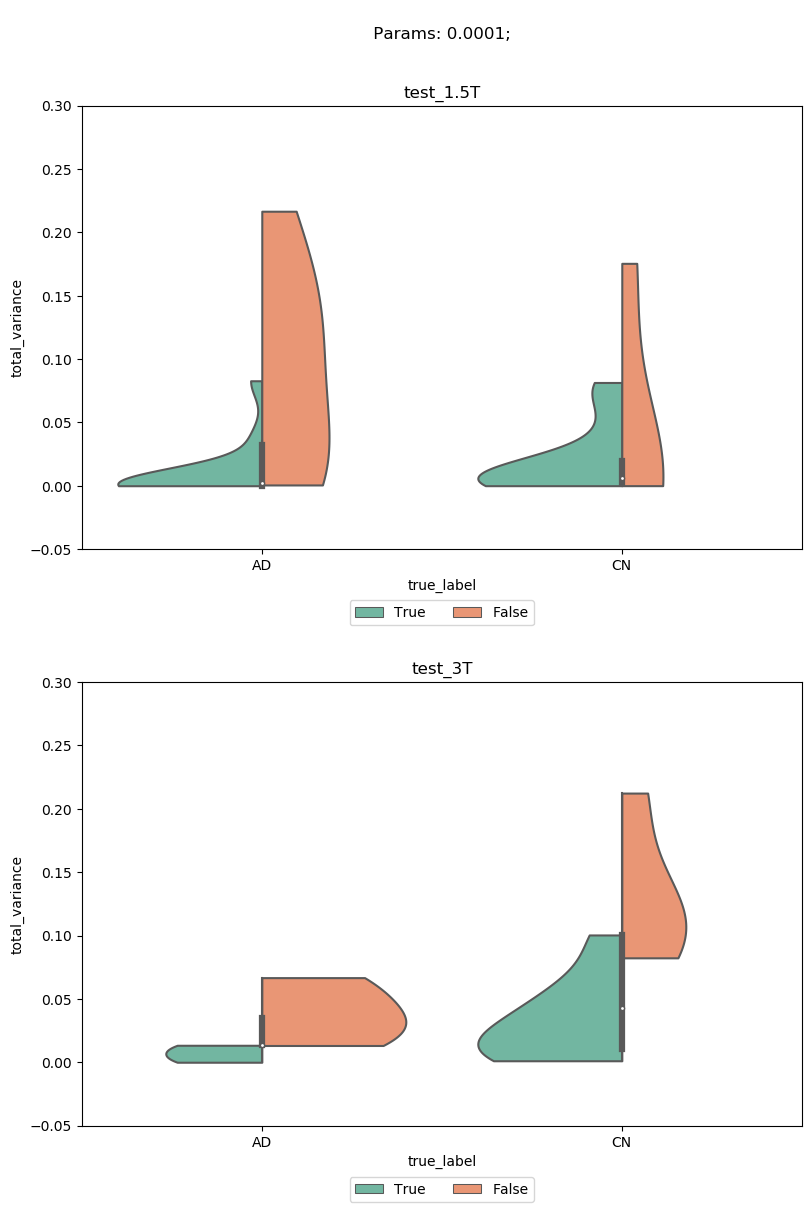 Params: 0.0001;
test_1.5T
0.30
0.25
0.20
0.15
0.10
0.05
0.00
−0.05
total_variance
AD CN
true_label
True False
test_3T
0.30
0.25
0.20
0.15
0.10
0.05
0.00
−0.05
total_variance
AD CN
true_label
True False